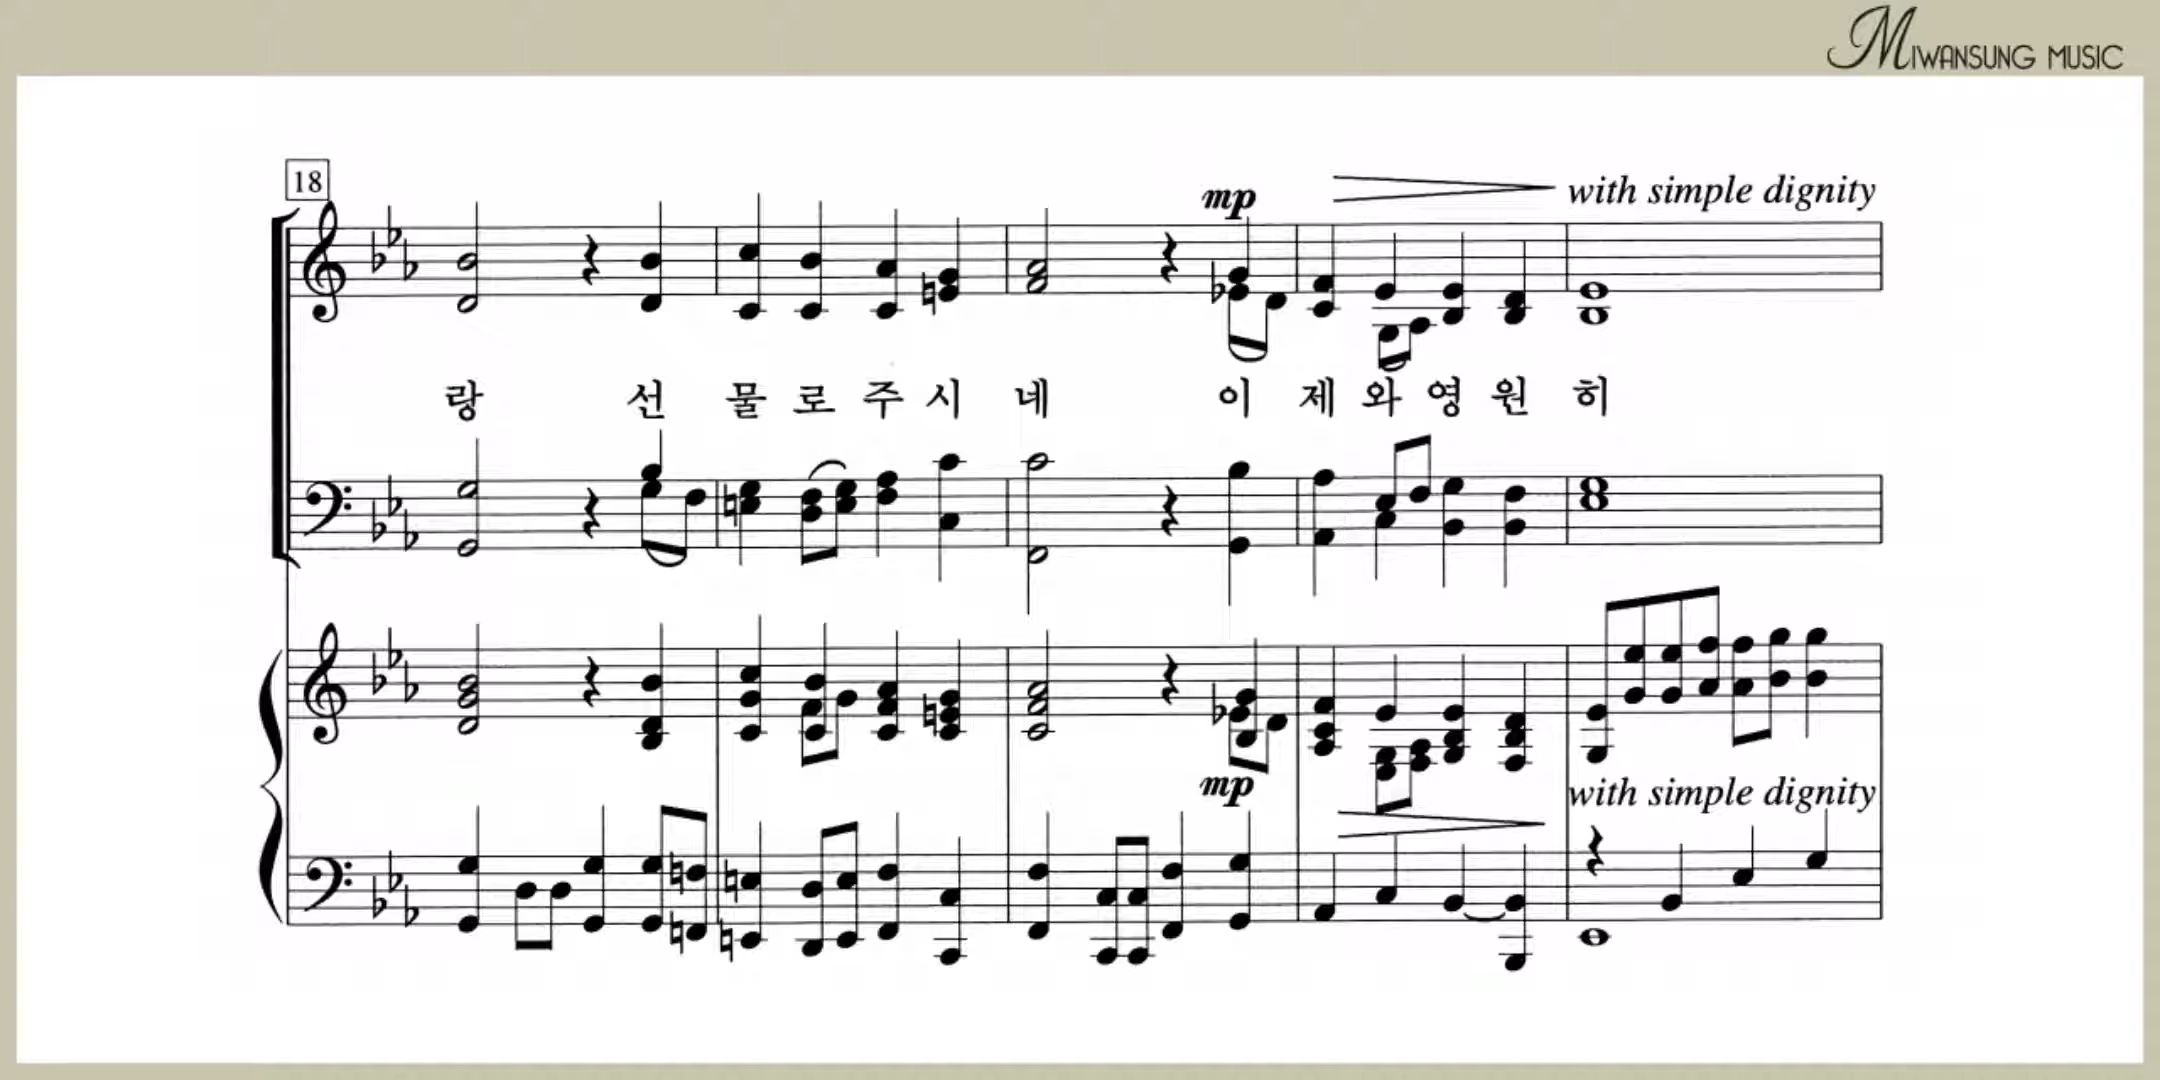 MIWANSUNG MUSIC
18
mp
with simple dignity
랑 선 물 로 주 시 네 이 제 와 영 원 히
mp
with simple dignity